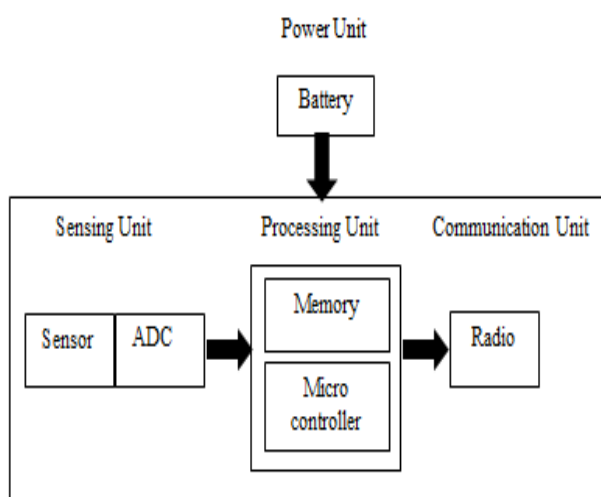 Power Unit
Battery
Sensing Unit
Processing Unit
Communication Unit
Sensor
ADC
Memory
Micro
controller
Radio